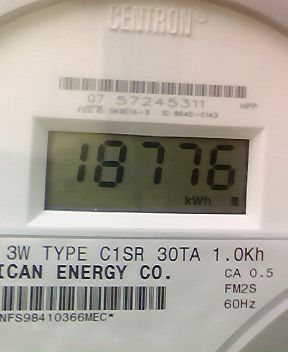 CENTRON®
07 57245311 HPP
18776
kWh
3W TYPE C1SR 30TA 1.0Kh
ICAN ENERGY CO. CA 0.5
FM2S
60Hz
NFS98410366MEC*